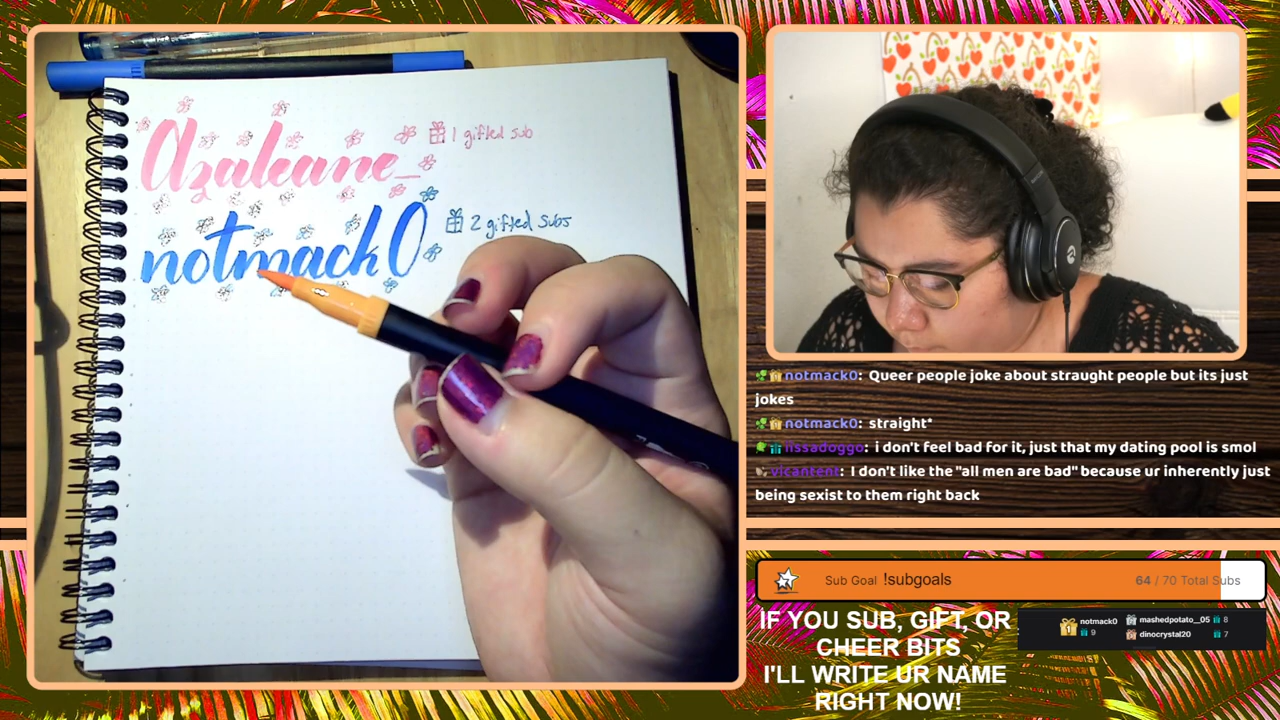 Azaleane_ 1 gifted sub
notmack0 2 gifted subs
notmack0: Queer people joke about straught people but its just
jokes
notmack0: straight*
lissadoggo: i don't feel bad for it, just that my dating pool is smol
vicantent: I don't like the "all men are bad" because ur inherently just
being sexist to them right back
Sub Goal !subgoals 64 / 70 Total Subs
IF YOU SUB, GIFT, OR
CHEER BITS
I'LL WRITE UR NAME
RIGHT NOW!
1 notmack0 9
mashedpotato__05 8
dinocrystal20 7